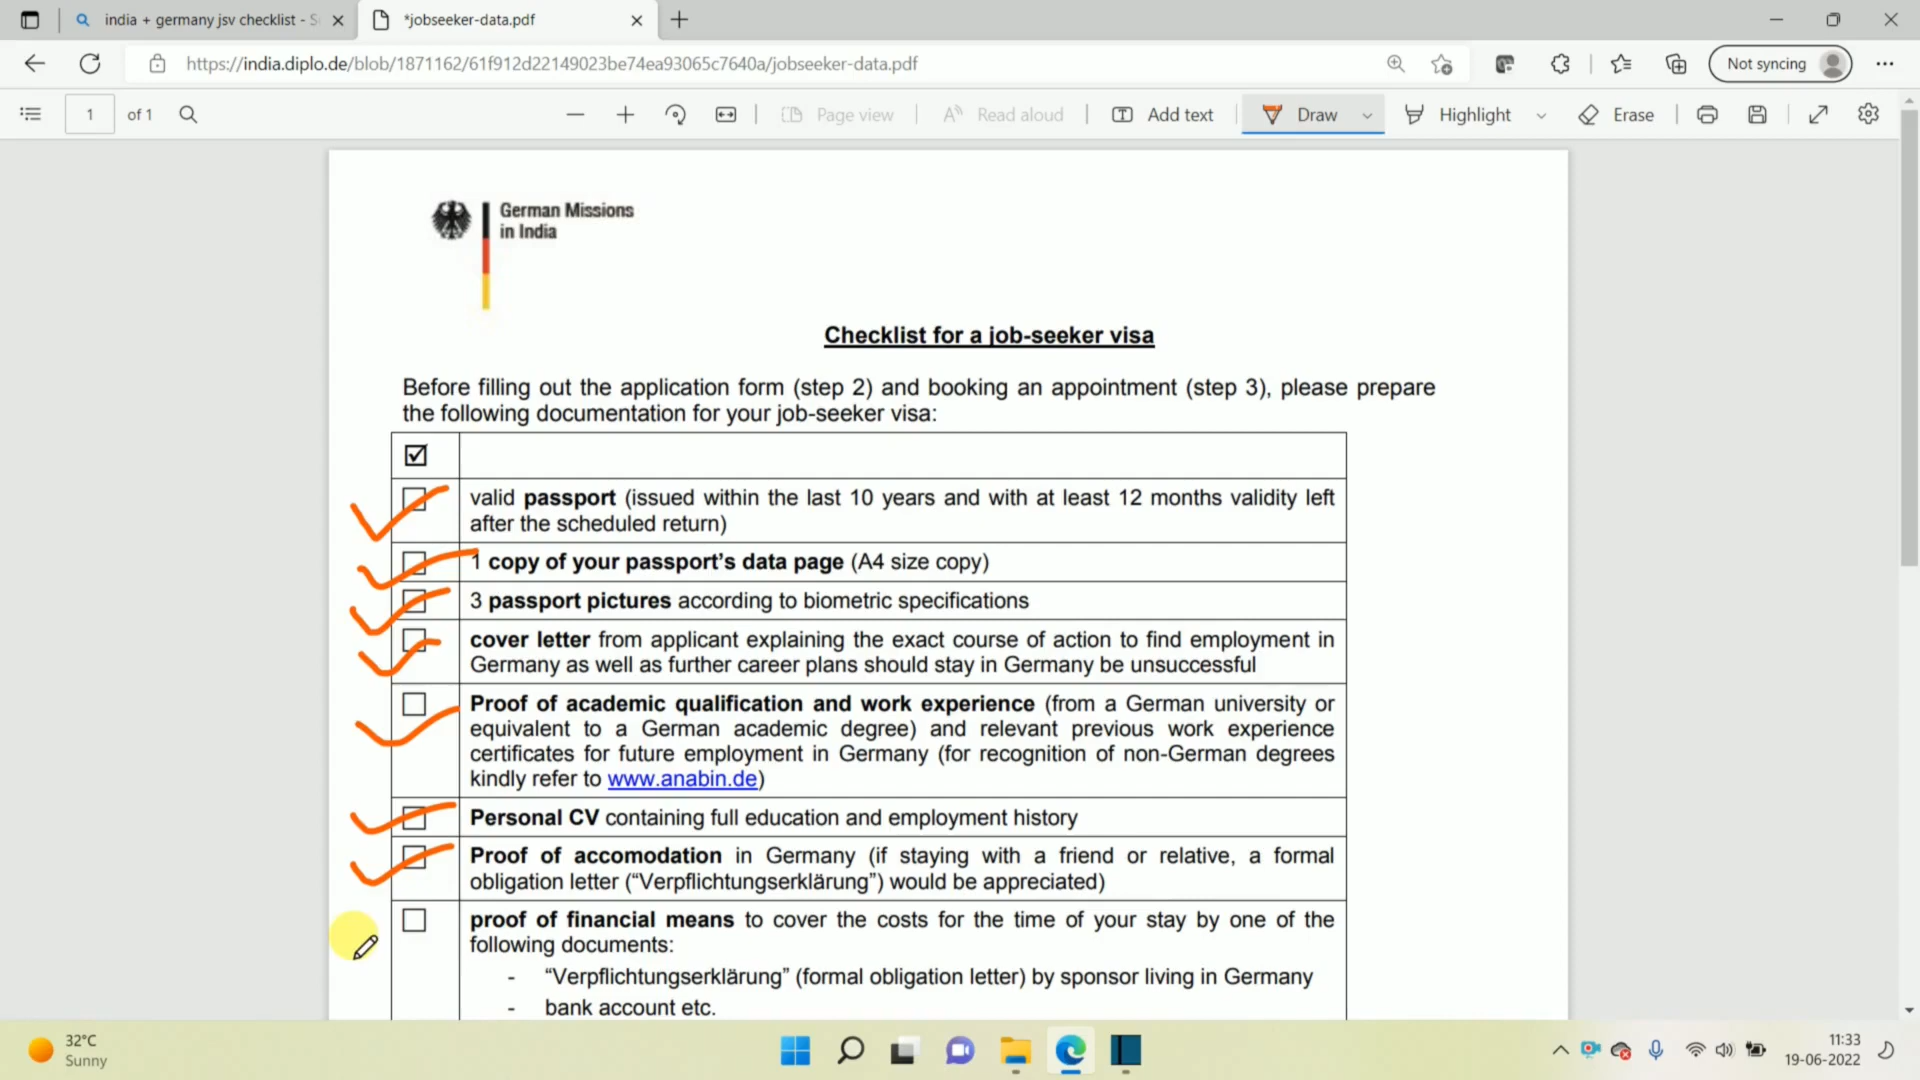 india + germany jsv checklist - S
*jobseeker-data.pdf
https://india.diplo.de/blob/1871162/61f912d22149023be74ea93065c7640a/jobseeker-data.pdf
Not syncing
1 of 1
Page view
Read aloud
Add text
Draw
Highlight
Erase
German Missions
in India
Checklist for a job-seeker visa
Before filling out the application form (step 2) and booking an appointment (step 3), please prepare
the following documentation for your job-seeker visa:
valid passport (issued within the last 10 years and with at least 12 months validity left
after the scheduled return)
1 copy of your passport’s data page (A4 size copy)
3 passport pictures according to biometric specifications
cover letter from applicant explaining the exact course of action to find employment in
Germany as well as further career plans should stay in Germany be unsuccessful
Proof of academic qualification and work experience (from a German university or
equivalent to a German academic degree) and relevant previous work experience
certificates for future employment in Germany (for recognition of non-German degrees
kindly refer to www.anabin.de)
Personal CV containing full education and employment history
Proof of accomodation in Germany (if staying with a friend or relative, a formal
obligation letter (“Verpflichtungserklärung”) would be appreciated)
proof of financial means to cover the costs for the time of your stay by one of the
following documents:
- “Verpflichtungserklärung” (formal obligation letter) by sponsor living in Germany
- bank account etc.
32°C
Sunny
11:33
19-06-2022